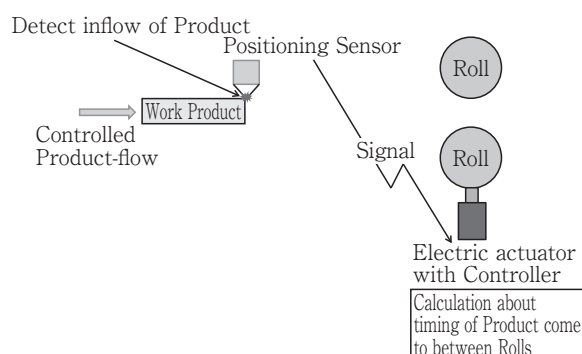 Detect inflow of Product
Positioning Sensor
Roll
Work Product
Controlled
Product-flow
Signal
Roll
Electric actuator
with Controller
Calculation about
timing of Product come
to between Rolls